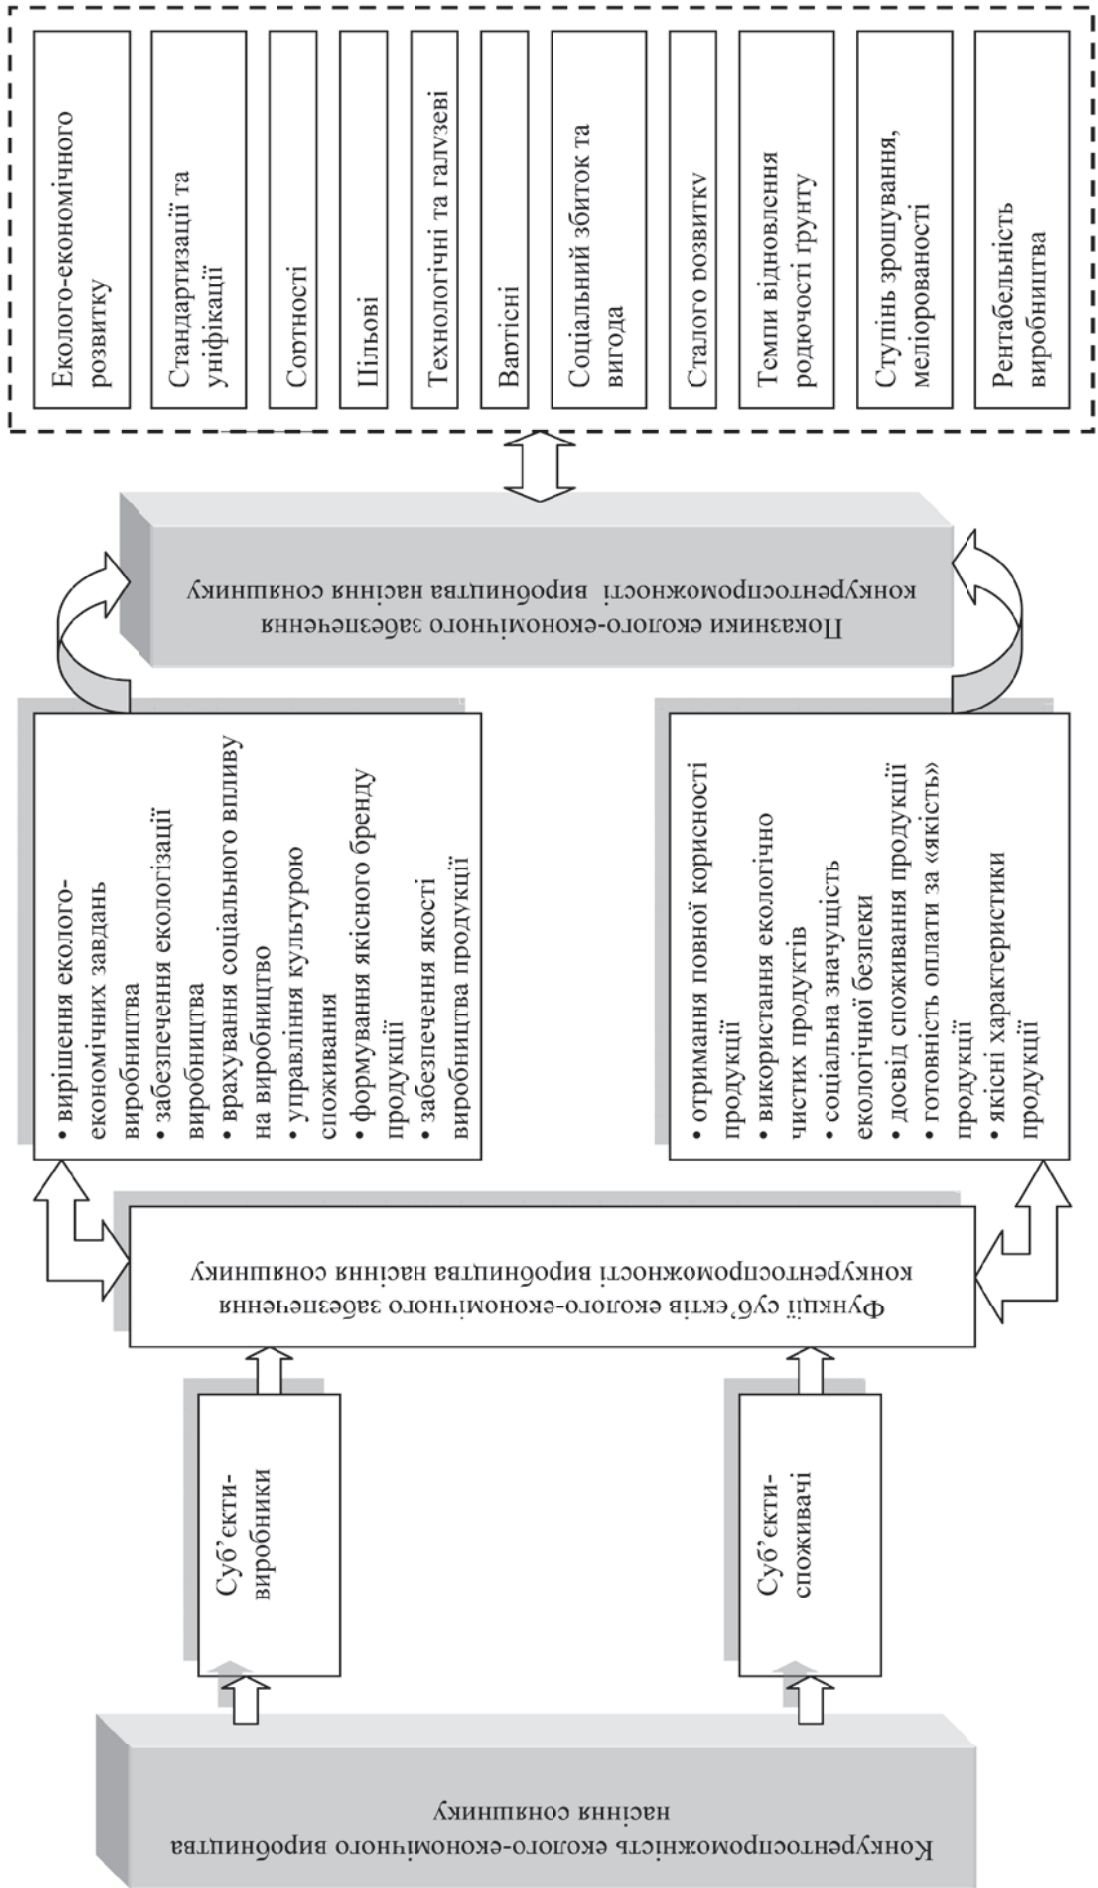 Конкурентоспроможність еколого-економічного виробництва
насіння соняшнику
Суб’єкти-
виробники
Суб’єкти-
споживачі
Функції суб’єктів еколого-економічного забезпечення
конкурентоспроможності виробництва насіння соняшнику
• вирішення еколого-
економічних завдань
виробництва
• забезпечення екологізації
виробництва
• врахування соціального впливу
на виробництво
• управління культурою
споживання
• формування якісного бренду
продукції
• забезпечення якості
виробництва продукції
• отримання повної корисності
продукції
• використання екологічно
чистих продуктів
• соціальна значущість
екологічної безпеки
• досвід споживання продукції
• готовність оплати за «якість»
продукції
• якісні характеристики
продукції
Показники еколого-економічного забезпечення
конкурентоспроможності виробництва насіння соняшнику
Еколого-економічного
розвитку
Стандартизації та
уніфікації
Сортності
Цільові
Технологічні та галузеві
Вартісні
Соціальний збиток та
вигода
Сталого розвитку
Темпи відновлення
родючості ґрунту
Ступінь зрошування,
меліорованості
Рентабельність
виробництва